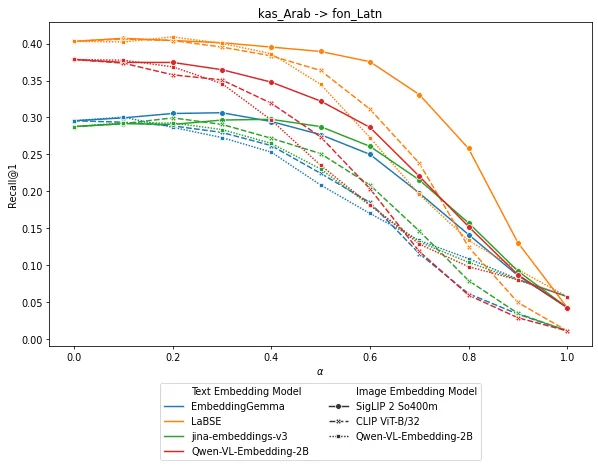 kas_Arab -> fon_Latn
Recall@1
0.40
0.35
0.30
0.25
0.20
0.15
0.10
0.05
0.00
0.0 0.2 0.4 0.6 0.8 1.0
α
Text Embedding Model
EmbeddingGemma
LaBSE
jina-embeddings-v3
Qwen-VL-Embedding-2B
Image Embedding Model
SigLIP 2 So400m
CLIP ViT-B/32
Qwen-VL-Embedding-2B